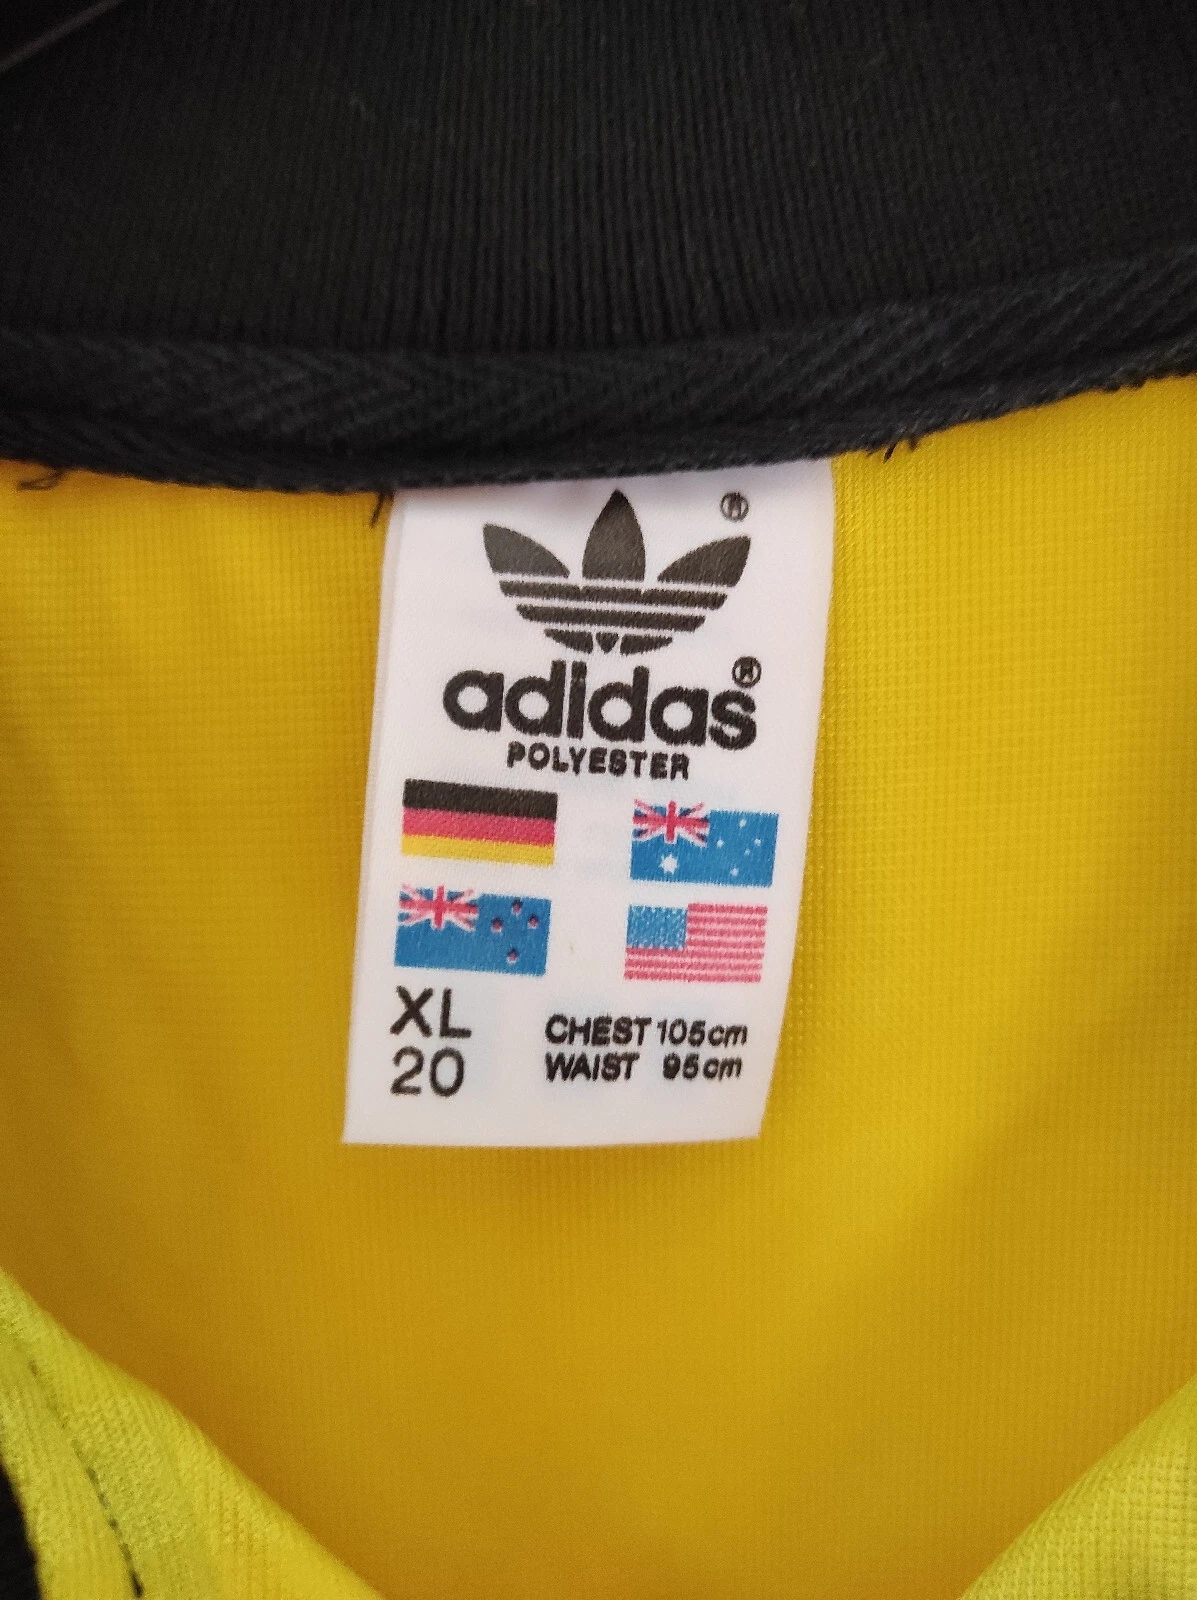 ®
adidas®
POLYESTER
XL
20
CHEST 105cm
WAIST 95cm